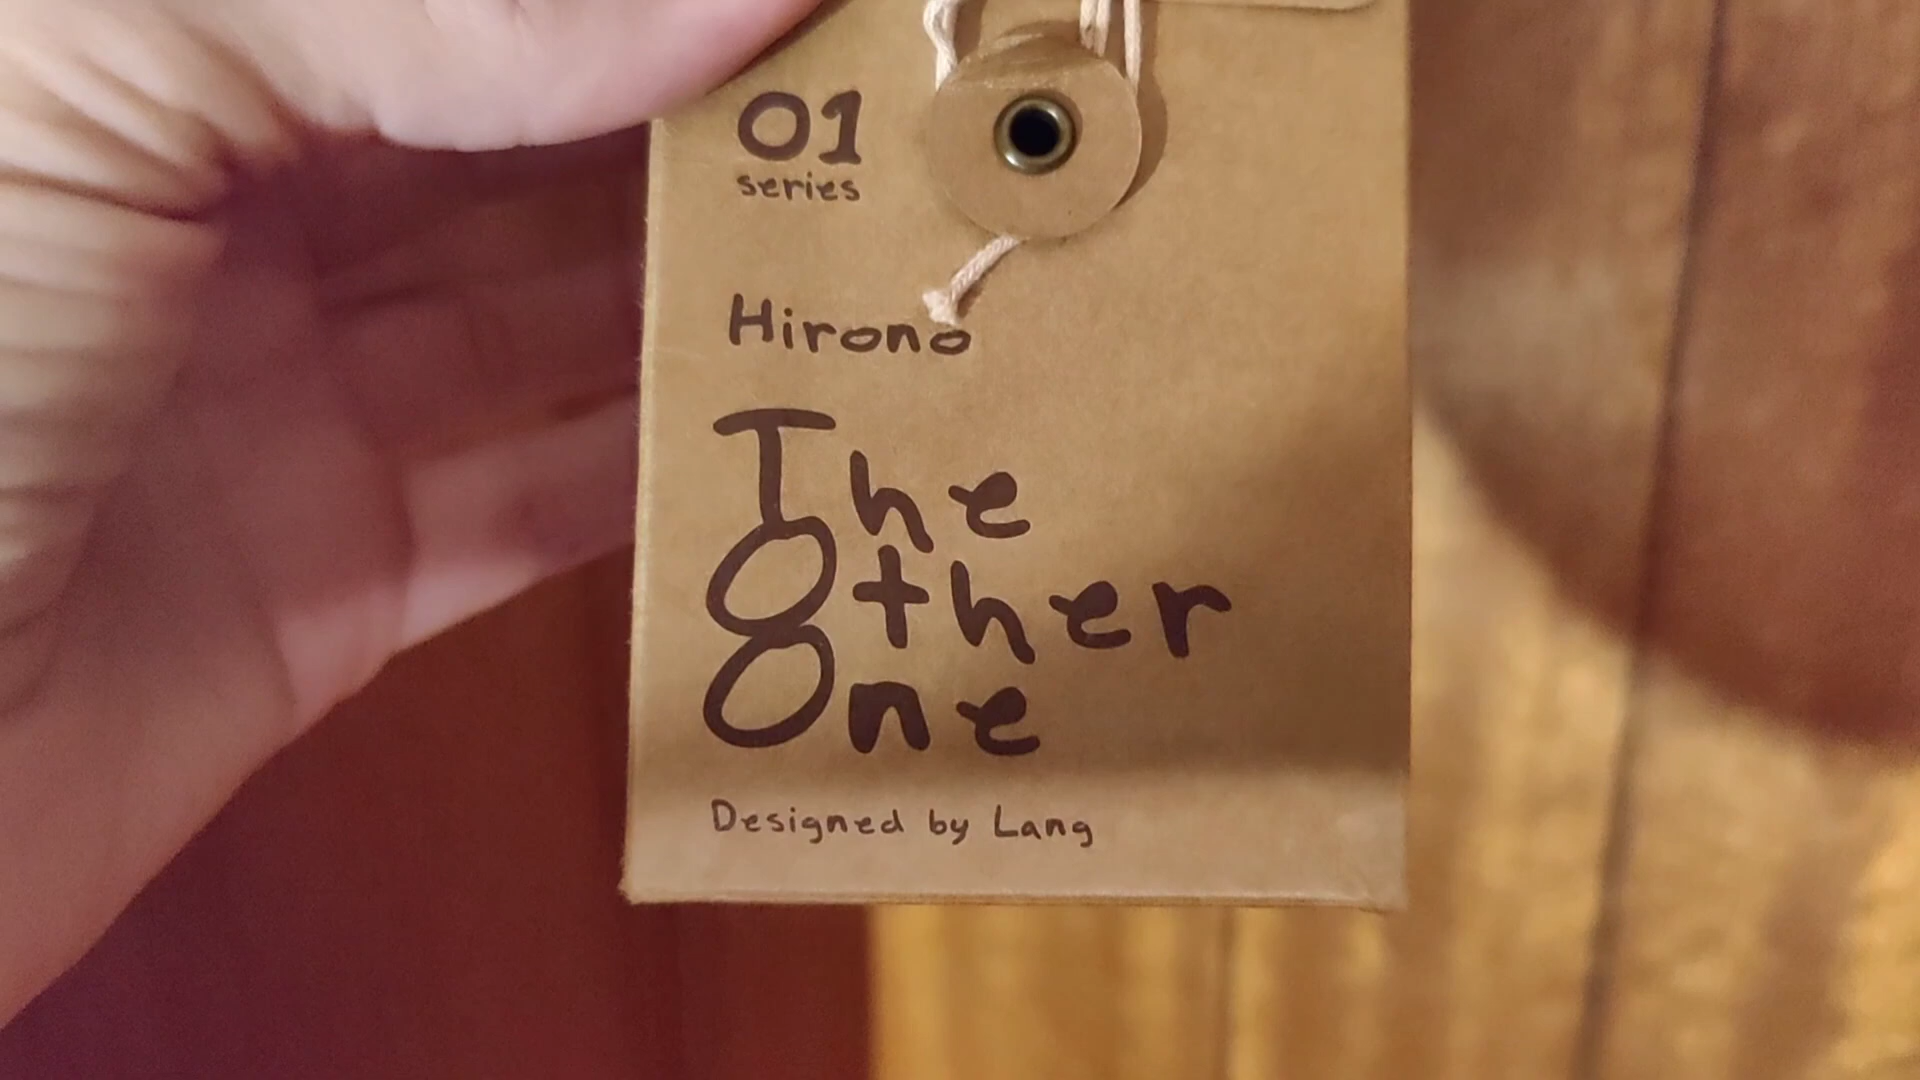 01
series
Hirono
The
Other
One
Designed by Lang